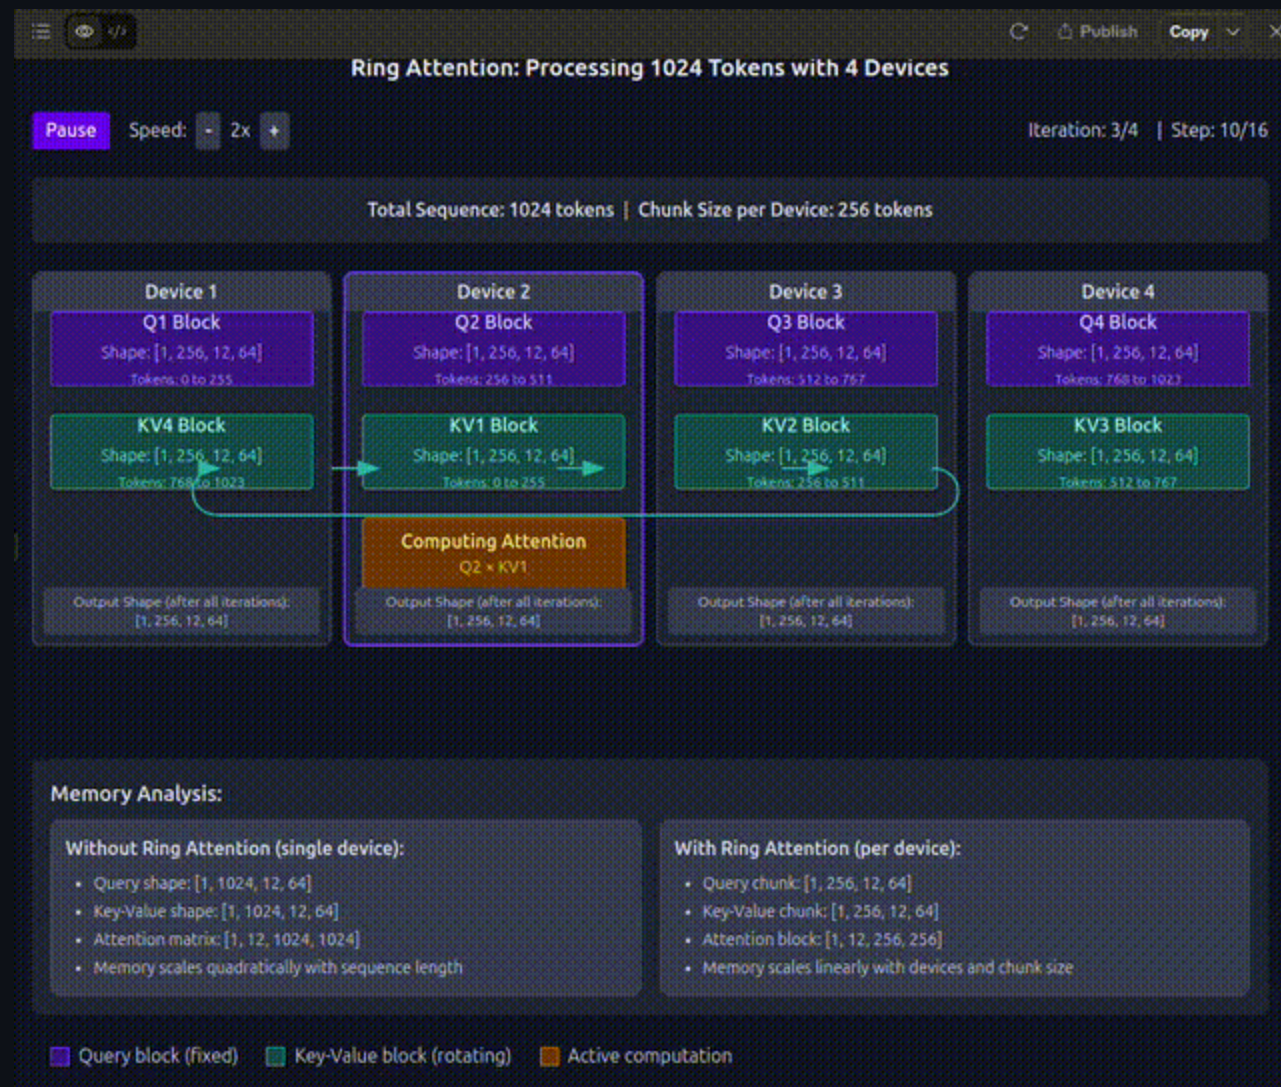 </>
Publish
Copy
Ring Attention: Processing 1024 Tokens with 4 Devices
Pause Speed: - 2x + Iteration: 3/4 | Step: 10/16
Total Sequence: 1024 tokens | Chunk Size per Device: 256 tokens
Device 1
Q1 Block
Shape: [1, 256, 12, 64]
Tokens: 0 to 255
KV4 Block
Shape: [1, 256, 12, 64]
Tokens: 768 to 1023
Output Shape (after all iterations):
[1, 256, 12, 64]
Device 2
Q2 Block
Shape: [1, 256, 12, 64]
Tokens: 256 to 511
KV1 Block
Shape: [1, 256, 12, 64]
Tokens: 0 to 255
Computing Attention
Q2 × KV1
Output Shape (after all iterations):
[1, 256, 12, 64]
Device 3
Q3 Block
Shape: [1, 256, 12, 64]
Tokens: 512 to 767
KV2 Block
Shape: [1, 256, 12, 64]
Tokens: 256 to 511
Output Shape (after all iterations):
[1, 256, 12, 64]
Device 4
Q4 Block
Shape: [1, 256, 12, 64]
Tokens: 768 to 1023
KV3 Block
Shape: [1, 256, 12, 64]
Tokens: 512 to 767
Output Shape (after all iterations):
[1, 256, 12, 64]
Memory Analysis:
Without Ring Attention (single device):
• Query shape: [1, 1024, 12, 64]
• Key-Value shape: [1, 1024, 12, 64]
• Attention matrix: [1, 12, 1024, 1024]
• Memory scales quadratically with sequence length
With Ring Attention (per device):
• Query chunk: [1, 256, 12, 64]
• Key-Value chunk: [1, 256, 12, 64]
• Attention block: [1, 12, 256, 256]
• Memory scales linearly with devices and chunk size
Query block (fixed) Key-Value block (rotating) Active computation